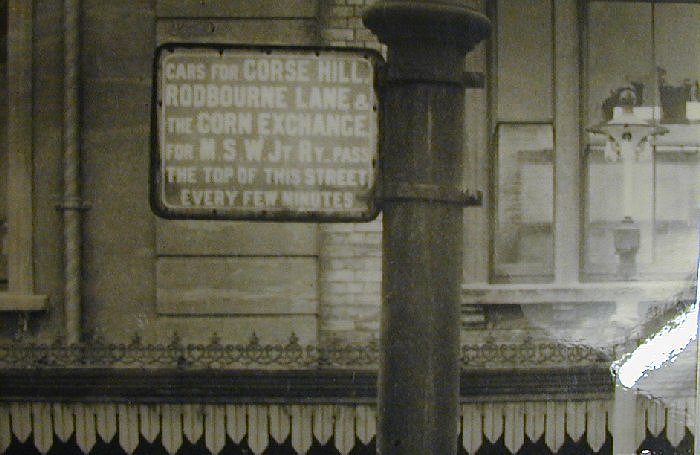 CARS FOR GORSE HILL,
RODBOURNE LANE &
THE CORN EXCHANGE,
FOR M.S.W.JT RY. PASS
THE TOP OF THIS STREET
EVERY FEW MINUTES.